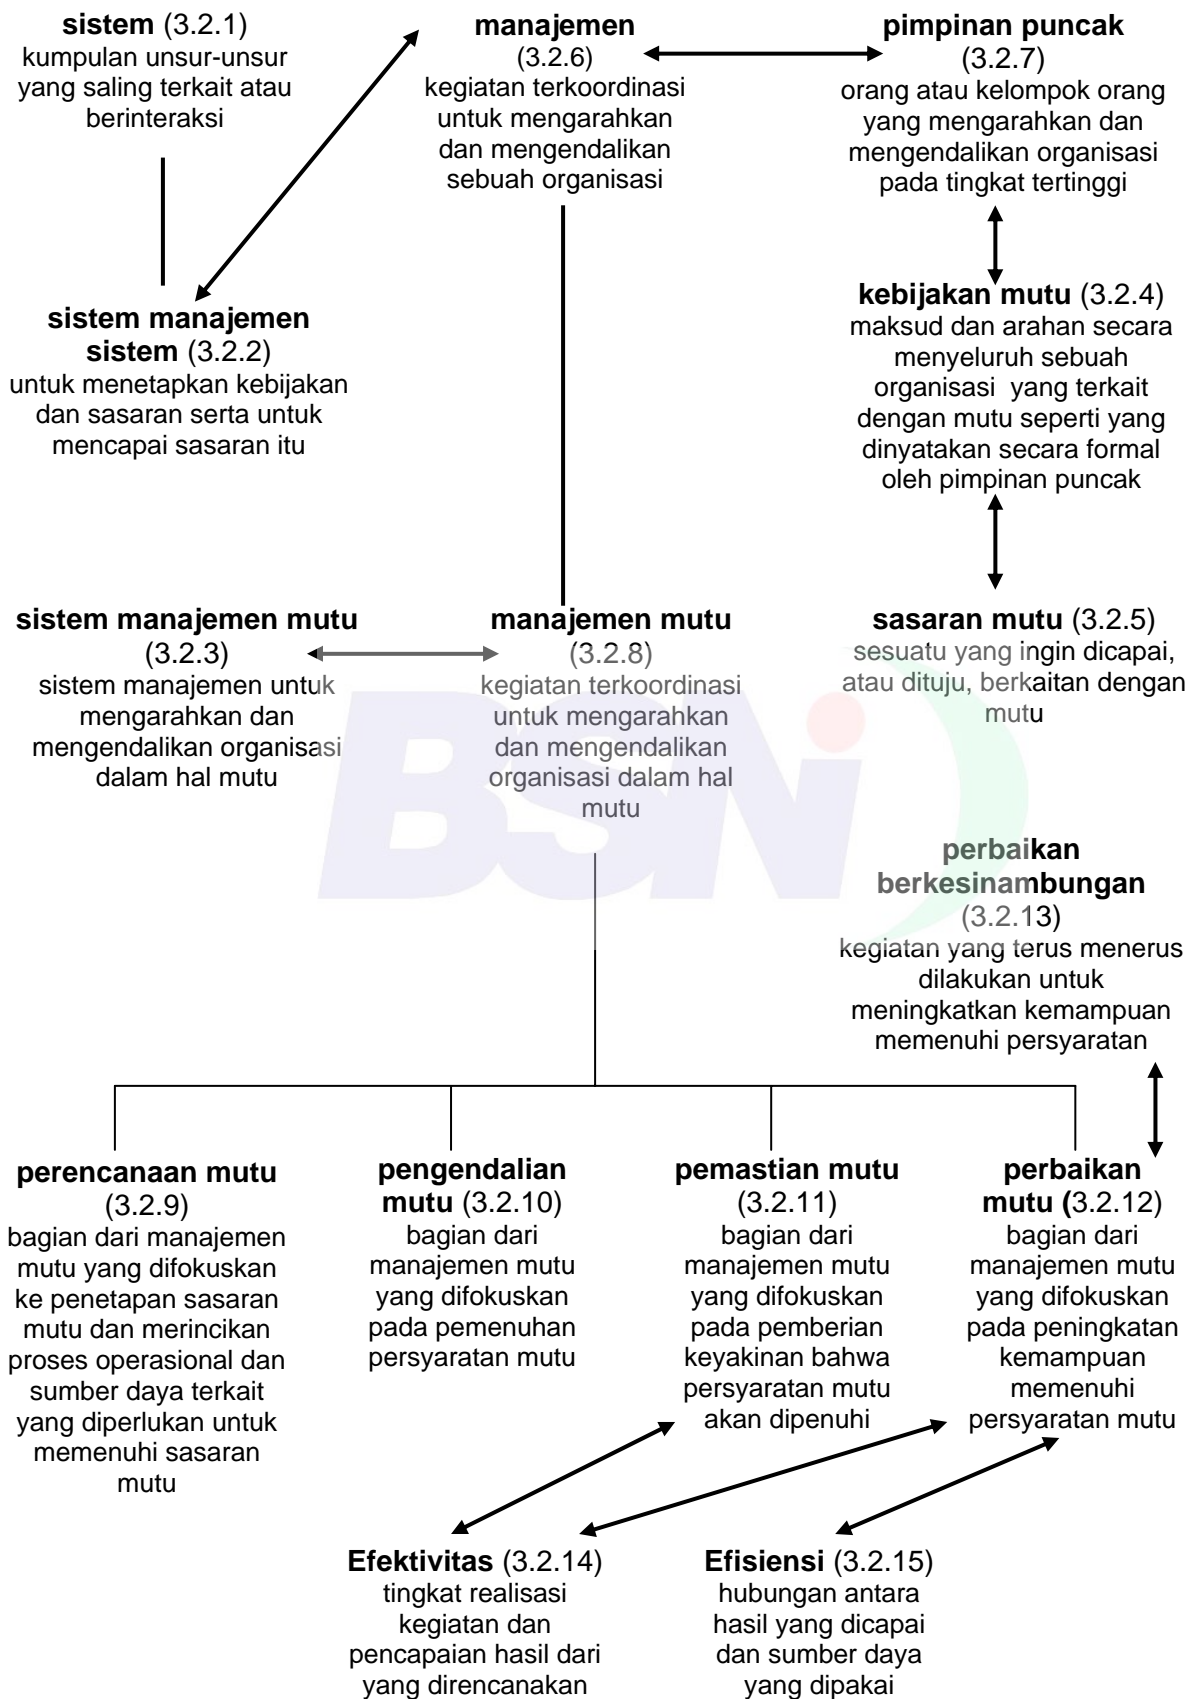 sistem (3.2.1)
kumpulan unsur-unsur
yang saling terkait atau
berinteraksi
manajemen
(3.2.6)
kegiatan terkoordinasi
untuk mengarahkan
dan mengendalikan
sebuah organisasi
pimpinan puncak
(3.2.7)
orang atau kelompok orang
yang mengarahkan dan
mengendalikan organisasi
pada tingkat tertinggi
sistem manajemen
sistem (3.2.2)
untuk menetapkan kebijakan
dan sasaran serta untuk
mencapai sasaran itu
kebijakan mutu (3.2.4)
maksud dan arahan secara
menyeluruh sebuah
organisasi  yang terkait
dengan mutu seperti yang
dinyatakan secara formal
oleh pimpinan puncak
sistem manajemen mutu
(3.2.3)
sistem manajemen untuk
mengarahkan dan
mengendalikan organisasi
dalam hal mutu
manajemen mutu
(3.2.8)
kegiatan terkoordinasi
untuk mengarahkan
dan mengendalikan
organisasi dalam hal
mutu
sasaran mutu (3.2.5)
sesuatu yang ingin dicapai,
atau dituju, berkaitan dengan
mutu
BSN
perbaikan
berkesinambungan
(3.2.13)
kegiatan yang terus menerus
dilakukan untuk
meningkatkan kemampuan
memenuhi persyaratan
perencanaan mutu
(3.2.9)
bagian dari manajemen
mutu yang difokuskan
ke penetapan sasaran
mutu dan merincikan
proses operasional dan
sumber daya terkait
yang diperlukan untuk
memenuhi sasaran
mutu
pengendalian
mutu (3.2.10)
bagian dari
manajemen mutu
yang difokuskan
pada pemenuhan
persyaratan mutu
pemastian mutu
(3.2.11)
bagian dari
manajemen mutu
yang difokuskan
pada pemberian
keyakinan bahwa
persyaratan mutu
akan dipenuhi
perbaikan
mutu (3.2.12)
bagian dari
manajemen mutu
yang difokuskan
pada peningkatan
kemampuan
memenuhi
persyaratan mutu
Efektivitas (3.2.14)
tingkat realisasi
kegiatan dan
pencapaian hasil dari
yang direncanakan
Efisiensi (3.2.15)
hubungan antara
hasil yang dicapai
dan sumber daya
yang dipakai